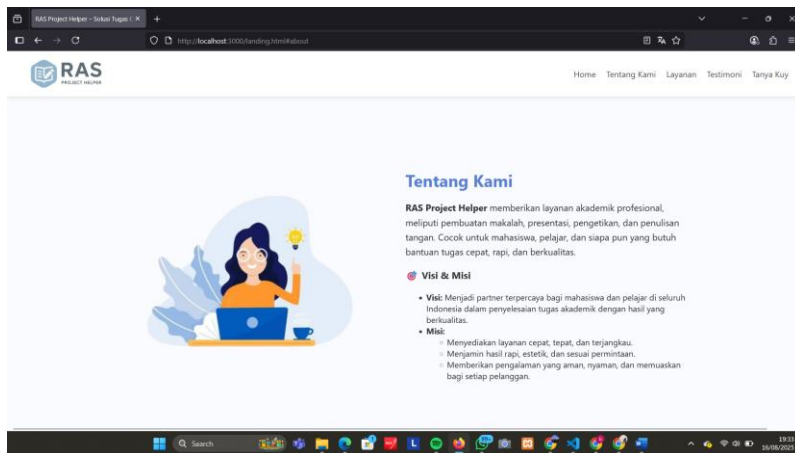 RAS Project Helper – Solusi Tugas (
http://localhost:3000/landing.html#about
RAS
PROJECT HELPER
Home Tentang Kami Layanan Testimoni Tanya Kuy
Tentang Kami
RAS Project Helper memberikan layanan akademik profesional,
meliputi pembuatan makalah, presentasi, pengetikan, dan penulisan
tangan. Cocok untuk mahasiswa, pelajar, dan siapa pun yang butuh
bantuan tugas cepat, rapi, dan berkualitas.
Visi & Misi
Visi: Menjadi partner terpercaya bagi mahasiswa dan pelajar di seluruh
Indonesia dalam penyelesaian tugas akademik dengan hasil yang
berkualitas.
Misi:
Menyediakan layanan cepat, tepat, dan terjangkau.
Menjamin hasil rapi, estetik, dan sesuai permintaan.
Memberikan pengalaman yang aman, nyaman, dan memuaskan
bagi setiap pelanggan.
Search
19:33
16/08/2025